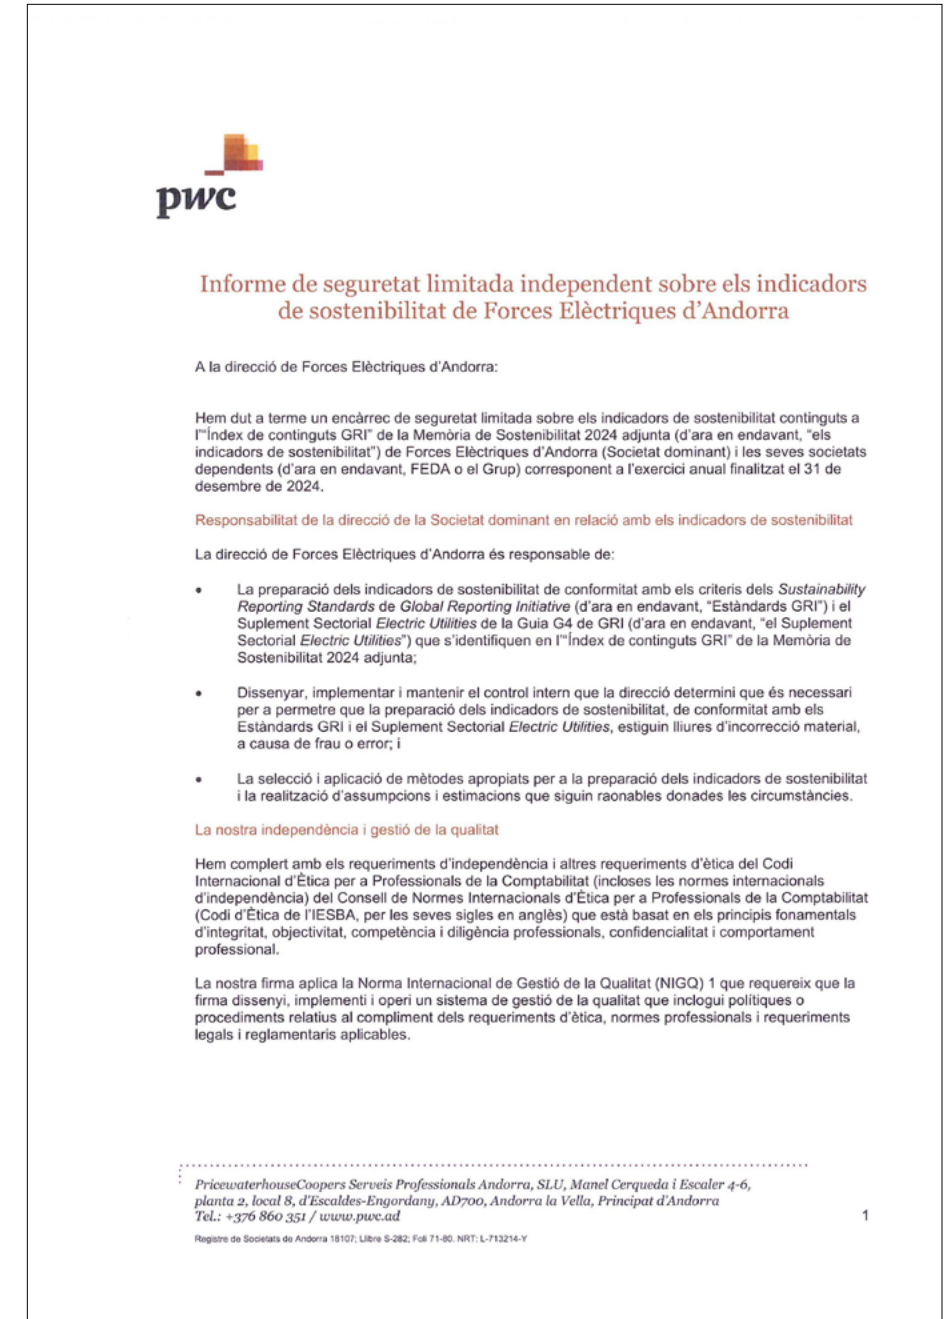 pwc
Informe de seguretat limitada independent sobre els indicadors
de sostenibilitat de Forces Elèctriques d'Andorra
A la direcció de Forces Elèctriques d'Andorra:
Hem dut a terme un encàrrec de seguretat limitada sobre els indicadors de sostenibilitat continguts a
l'"Índex de continguts GRI" de la Memòria de Sostenibilitat 2024 adjunta (d'ara en endavant, "els
indicadors de sostenibilitat") de Forces Elèctriques d'Andorra (Societat dominant) i les seves societats
dependents (d'ara en endavant, FEDA o el Grup) corresponent a l'exercici anual finalitzat el 31 de
desembre de 2024.
Responsabilitat de la direcció de la Societat dominant en relació amb els indicadors de sostenibilitat
La direcció de Forces Elèctriques d'Andorra és responsable de:
• La preparació dels indicadors de sostenibilitat de conformitat amb els criteris dels Sustainability
Reporting Standards de Global Reporting Initiative (d'ara en endavant, "Estàndards GRI") i el
Suplement Sectorial Electric Utilities de la Guia G4 de GRI (d'ara en endavant, "el Suplement
Sectorial Electric Utilities") que s'identifiquen en l'"Índex de continguts GRI" de la Memòria de
Sostenibilitat 2024 adjunta;
• Dissenyar, implementar i mantenir el control intern que la direcció determini que és necessari
per a permetre que la preparació dels indicadors de sostenibilitat, de conformitat amb els
Estàndards GRI i el Suplement Sectorial Electric Utilities, estiguin lliures d'incorrecció material,
a causa de frau o error; i
• La selecció i aplicació de mètodes apropiats per a la preparació dels indicadors de sostenibilitat
i la realització d'assumpcions i estimacions que siguin raonables donades les circumstàncies.
La nostra independència i gestió de la qualitat
Hem complert amb els requeriments d'independència i altres requeriments d'ètica del Codi
Internacional d'Ètica per a Professionals de la Comptabilitat (incloses les normes internacionals
d'independència) del Consell de Normes Internacionals d'Ètica per a Professionals de la Comptabilitat
(Codi d'Ètica de l'IESBA, per les seves sigles en anglès) que està basat en els principis fonamentals
d'integritat, objectivitat, competència i diligència professionals, confidencialitat i comportament
professional.
La nostra firma aplica la Norma Internacional de Gestió de la Qualitat (NIGQ) 1 que requereix que la
firma dissenyi, implementi i operi un sistema de gestió de la qualitat que inclogui polítiques o
procediments relatius al compliment dels requeriments d'ètica, normes professionals i requeriments
legals i reglamentaris aplicables.
PricewaterhouseCoopers Serveis Professionals Andorra, SLU, Manel Cerqueda i Escaler 4-6,
planta 2, local 8, d'Escaldes-Engordany, AD700, Andorra la Vella, Principat d'Andorra
Tel.: +376 860 351 / www.pwc.ad
1
Registre de Societats de Andorra 18107; Llibre S-282; Foli 71-80. NRT: L-713214-Y